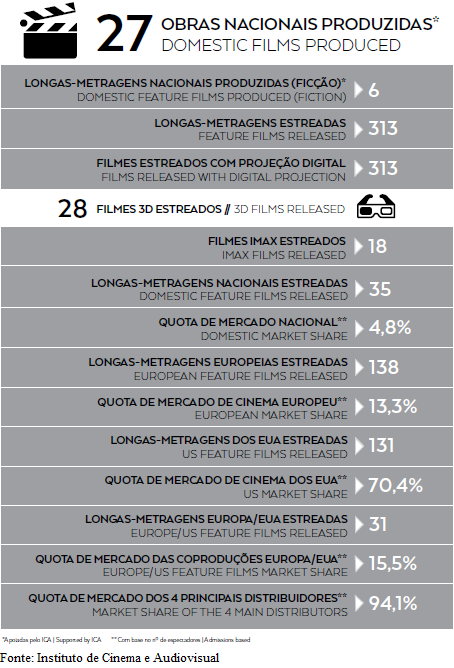 27 OBRAS NACIONAIS PRODUZIDAS*
DOMESTIC FILMS PRODUCED
LONGAS-METRAGENS NACIONAIS PRODUZIDAS (FICÇÃO)*
DOMESTIC FEATURE FILMS PRODUCED (FICTION)
6
LONGAS-METRAGENS ESTREADAS
FEATURE FILMS RELEASED
313
FILMES ESTREADOS COM PROJEÇÃO DIGITAL
FILMS RELEASED WITH DIGITAL PROJECTION
313
28 FILMES 3D ESTREADOS // 3D FILMS RELEASED
FILMES IMAX ESTREADOS
IMAX FILMS RELEASED
18
LONGAS-METRAGENS NACIONAIS ESTREADAS
DOMESTIC FEATURE FILMS RELEASED
35
QUOTA DE MERCADO NACIONAL**
DOMESTIC MARKET SHARE
4,8%
LONGAS-METRAGENS EUROPEIAS ESTREADAS
EUROPEAN FEATURE FILMS RELEASED
138
QUOTA DE MERCADO DE CINEMA EUROPEU**
EUROPEAN MARKET SHARE
13,3%
LONGAS-METRAGENS DOS EUA ESTREADAS
US FEATURE FILMS RELEASED
131
QUOTA DE MERCADO DE CINEMA DOS EUA**
US MARKET SHARE
70,4%
LONGAS-METRAGENS EUROPA/EUA ESTREADAS
EUROPE/US FEATURE FILMS RELEASED
31
QUOTA DE MERCADO DAS COPRODUÇÕES EUROPA/EUA**
EUROPE/US FEATURE FILMS MARKET SHARE
15,5%
QUOTA DE MERCADO DOS 4 PRINCIPAIS DISTRIBUIDORES**
MARKET SHARE OF THE 4 MAIN DISTRIBUTORS
94,1%
*Apoiadas pelo ICA | Supported by ICA **Com base no nº de espectadores | Admissions based
Fonte: Instituto de Cinema e Audiovisual